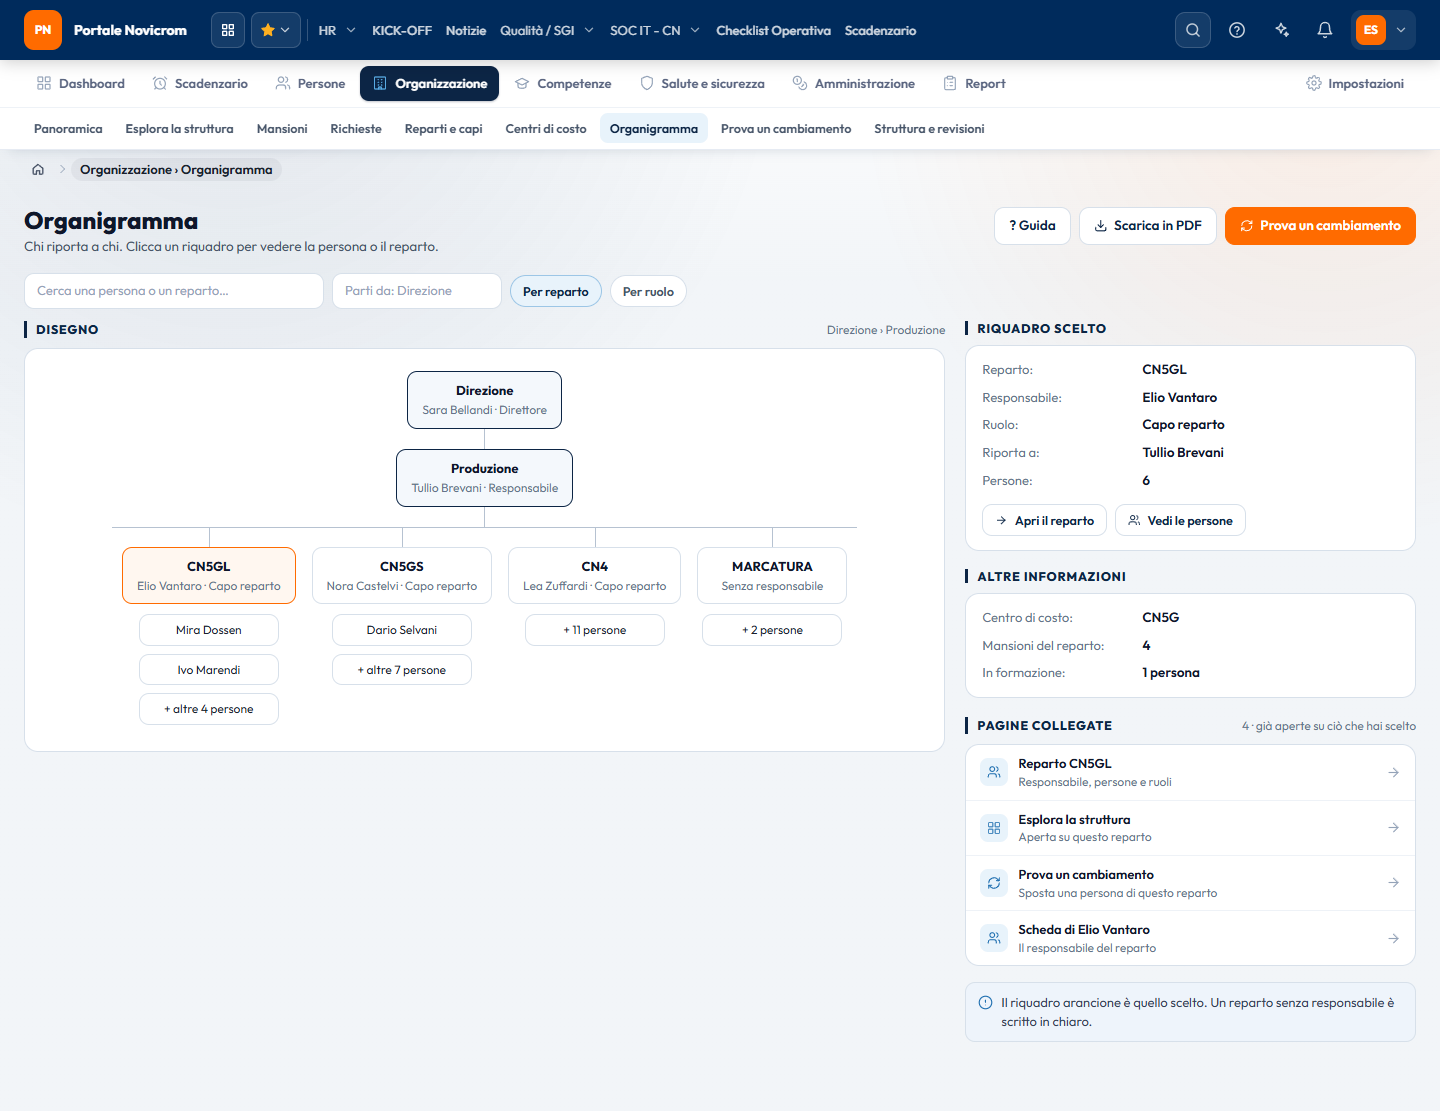 PN Portale Novicrom HR KICK-OFF Notizie Qualità / SGI SOC IT - CN Checklist Operativa Scadenzario ES
Dashboard Scadenzario Persone Organizzazione Competenze Salute e sicurezza Amministrazione Report Impostazioni
Panoramica Esplora la struttura Mansioni Richieste Reparti e capi Centri di costo Organigramma Prova un cambiamento Struttura e revisioni
Organizzazione › Organigramma
Organigramma
Chi riporta a chi. Clicca un riquadro per vedere la persona o il reparto.
? Guida Scarica in PDF Prova un cambiamento
Cerca una persona o un reparto... Parti da: Direzione Per reparto Per ruolo
DISEGNO Direzione › Produzione
Direzione
Sara Bellandi · Direttore
Produzione
Tullio Brevani · Responsabile
CN5GL
Elio Vantaro · Capo reparto
Mira Dossen
Ivo Marendi
+ altre 4 persone
CN5GS
Nora Castelvi · Capo reparto
Dario Selvani
+ altre 7 persone
CN4
Lea Zuffardi · Capo reparto
+ 11 persone
MARCATURA
Senza responsabile
+ 2 persone
RIQUADRO SCELTO
Reparto: CN5GL
Responsabile: Elio Vantaro
Ruolo: Capo reparto
Riporta a: Tullio Brevani
Persone: 6
Apri il reparto Vedi le persone
ALTRE INFORMAZIONI
Centro di costo: CN5G
Mansioni del reparto: 4
In formazione: 1 persona
PAGINE COLLEGATE 4 · già aperte su ciò che hai scelto
Reparto CN5GL
Responsabile, persone e ruoli
Esplora la struttura
Aperta su questo reparto
Prova un cambiamento
Sposta una persona di questo reparto
Scheda di Elio Vantaro
Il responsabile del reparto
Il riquadro arancione è quello scelto. Un reparto senza responsabile è
scritto in chiaro.